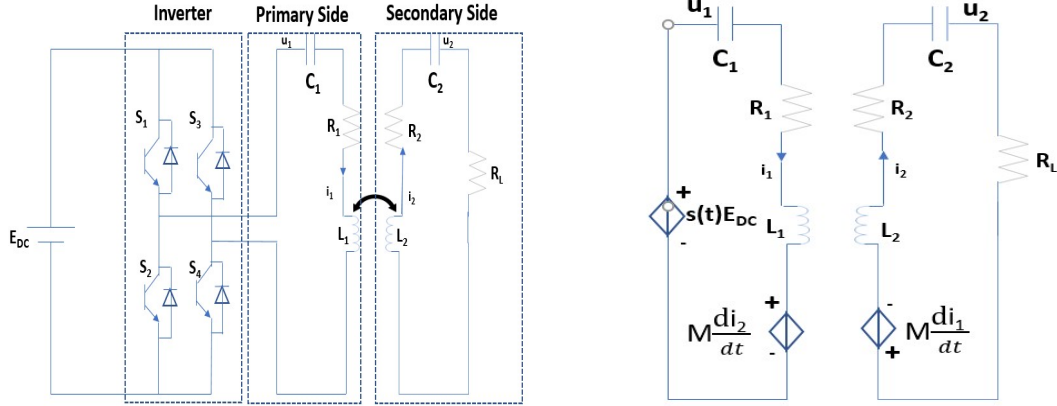 Inverter
Primary Side
Secondary Side
u1
u2
C1
C2
S1
S3
R1
R2
RL
i1
i2
EDC
L1
L2
S2
S4
u1
u2
C1
C2
R1
R2
RL
i1
i2
+
s(t)EDC
-
L1
L2
+
M di2/dt
-
-
M di1/dt
+